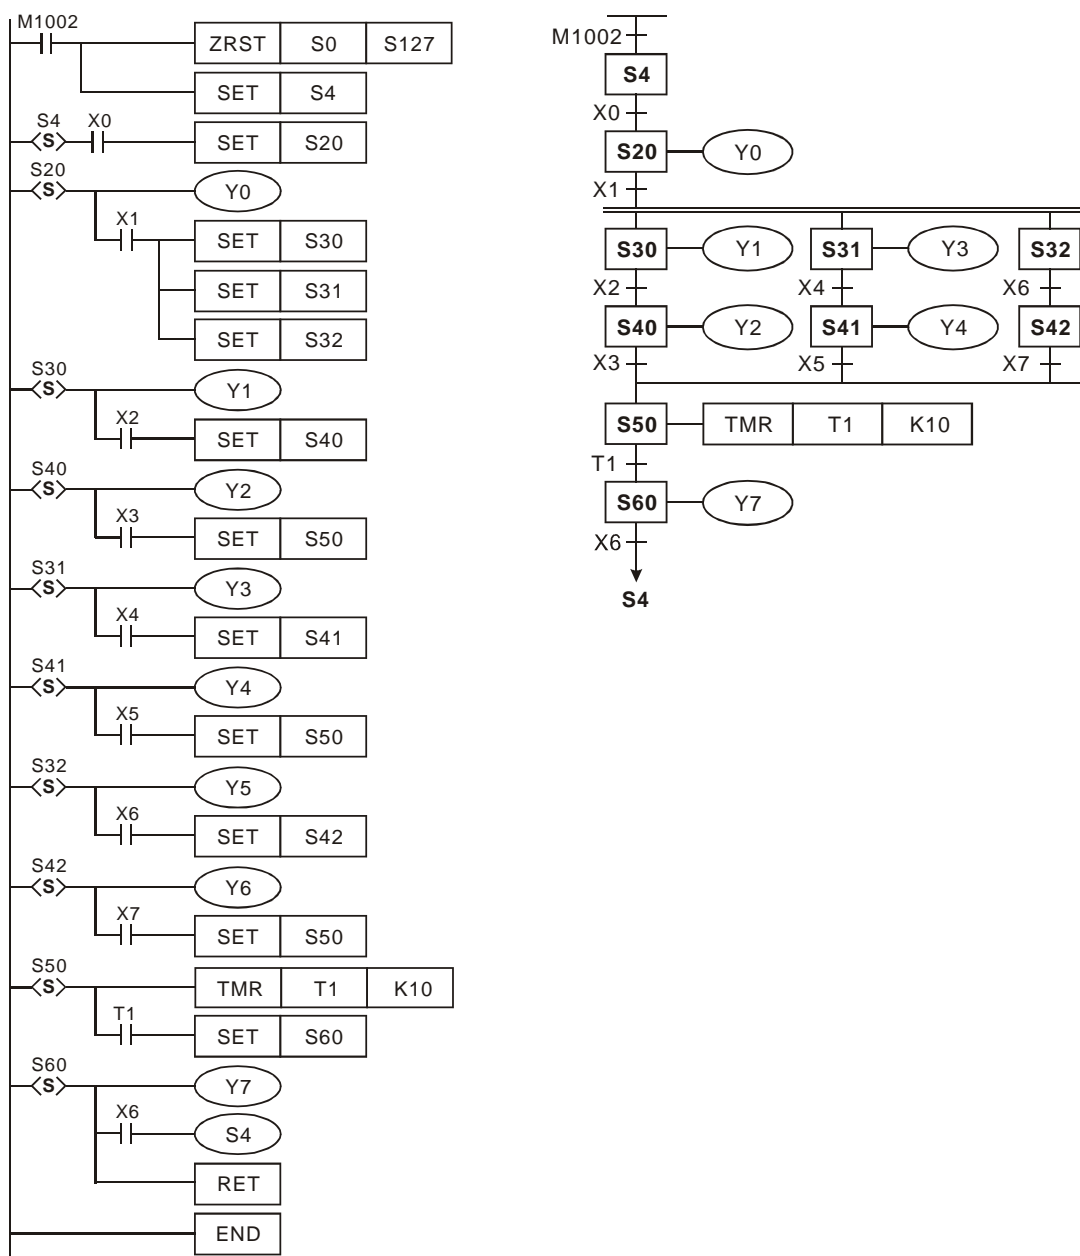 M1002
ZRST S0 S127
SET S4
S4 X0
S SET S20
S20
S Y0
X1
SET S30
SET S31
SET S32
S30
S Y1
X2
SET S40
S40
S Y2
X3
SET S50
S31
S Y3
X4
SET S41
S41
S Y4
X5
SET S50
S32
S Y5
X6
SET S42
S42
S Y6
X7
SET S50
S50
S TMR T1 K10
T1
SET S60
S60
S Y7
X6
S4
RET
END
M1002
S4
X0
S20 Y0
X1
S30 Y1 S31 Y3 S32
X2 X4 X6
S40 Y2 S41 Y4 S42
X3 X5 X7
S50 TMR T1 K10
T1
S60 Y7
X6
S4